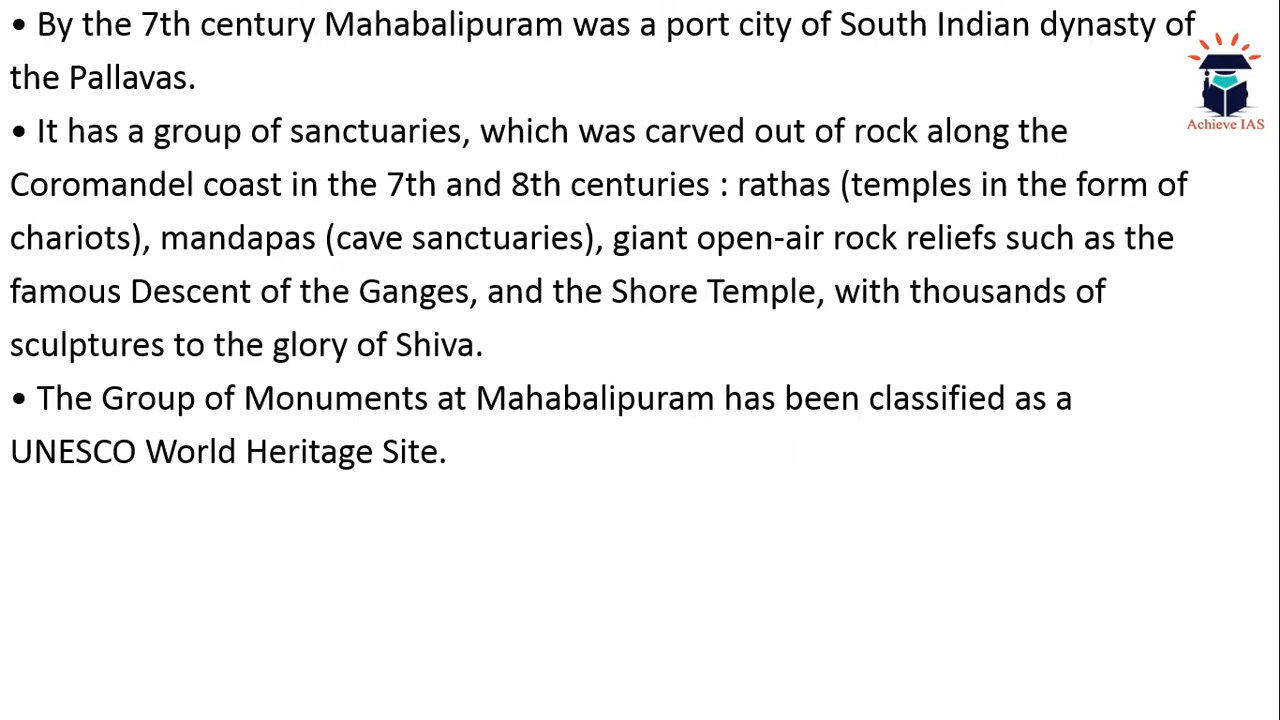 • By the 7th century Mahabalipuram was a port city of South Indian dynasty of
the Pallavas.
• It has a group of sanctuaries, which was carved out of rock along the
Coromandel coast in the 7th and 8th centuries : rathas (temples in the form of
chariots), mandapas (cave sanctuaries), giant open-air rock reliefs such as the
famous Descent of the Ganges, and the Shore Temple, with thousands of
sculptures to the glory of Shiva.
• The Group of Monuments at Mahabalipuram has been classified as a
UNESCO World Heritage Site.
Achieve IAS